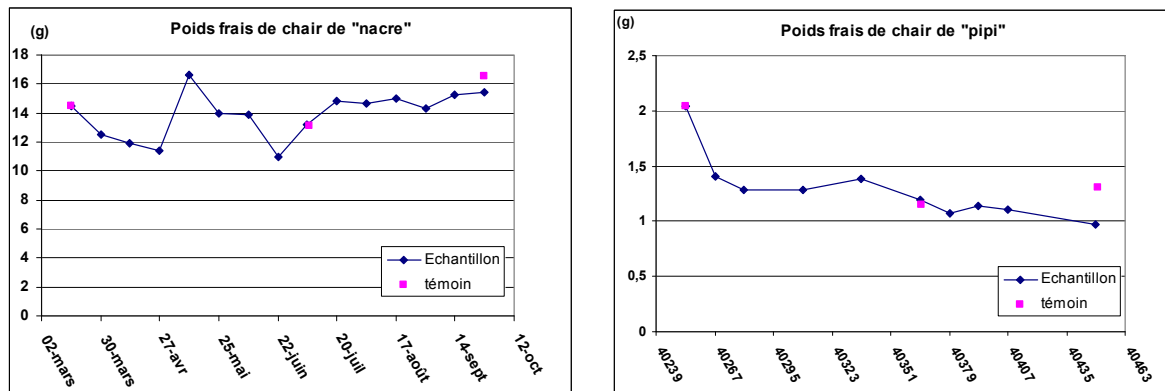 (g)
Poids frais de chair de "nacre"
18
16
14
12
10
8
6
4
2
0
Echantillon
témoin
02-mars
30-mars
27-avr
25-mai
22-juin
20-juil
17-août
14-sept
12-oct
(g)
Poids frais de chair de "pipi"
2,5
2
1,5
1
0,5
0
Echantillon
témoin
40239
40267
40295
40323
40351
40379
40407
40435
40463